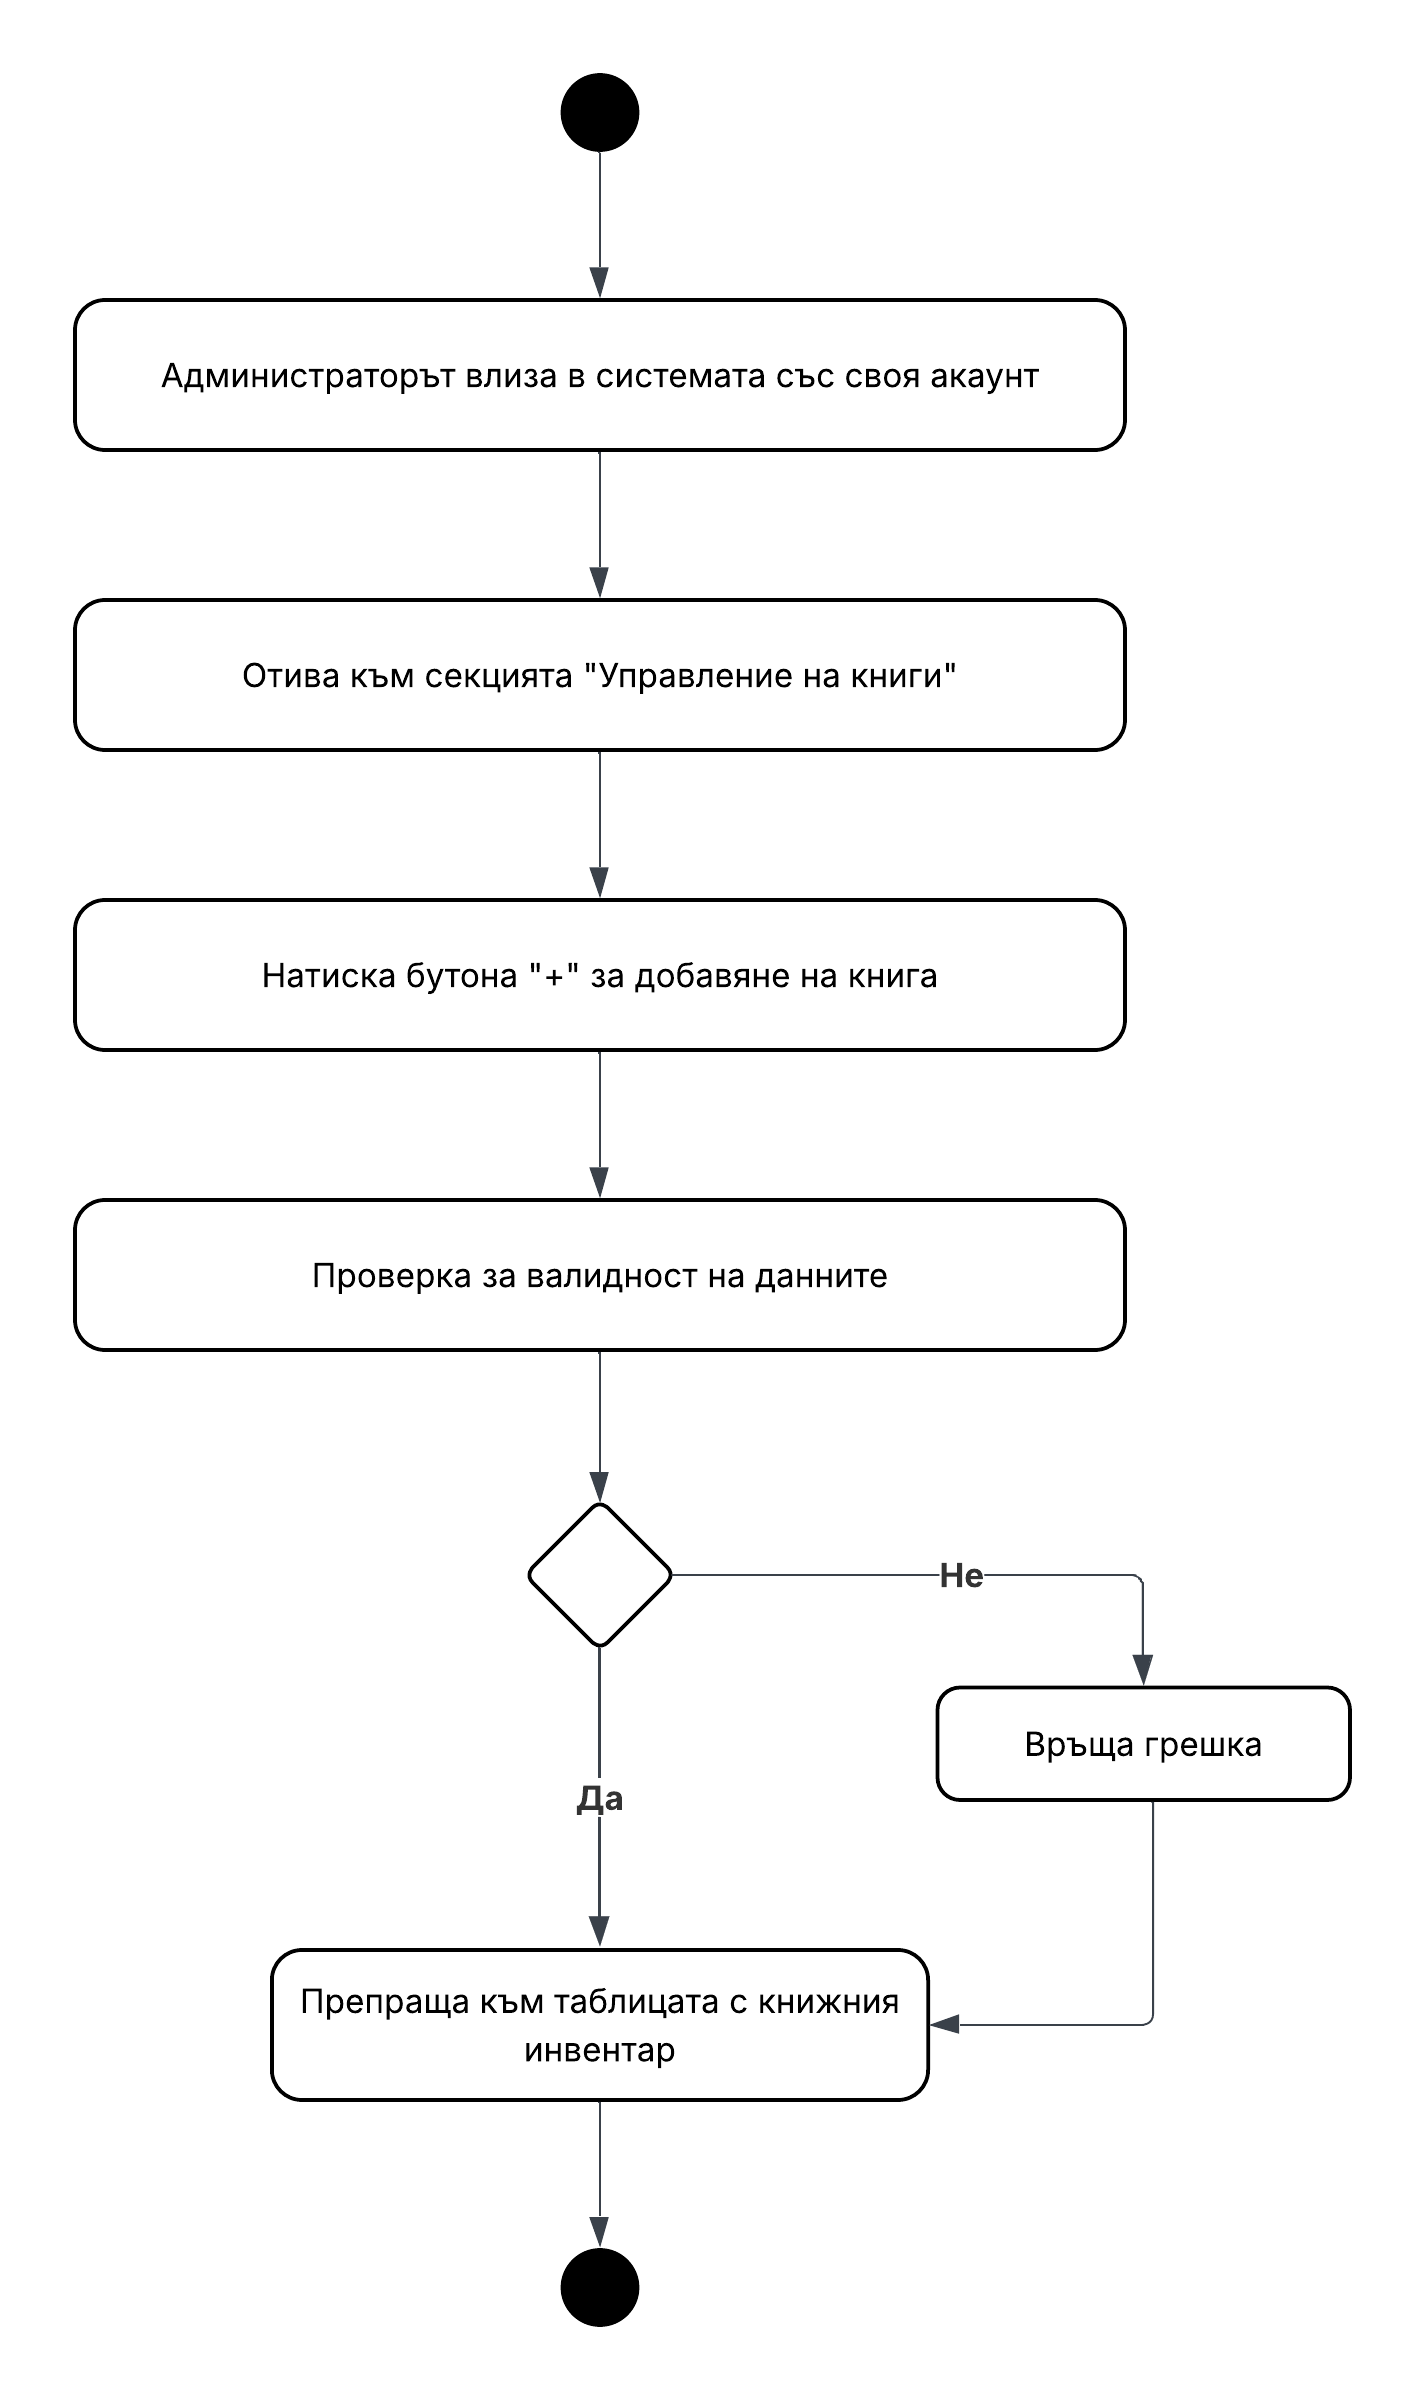 Администраторът влиза в системата със своя акаунт
Отива към секцията "Управление на книги"
Натиска бутона "+" за добавяне на книга
Проверка за валидност на данните
Не
Връща грешка
Да
Препраща към таблицата с книжния
инвентар